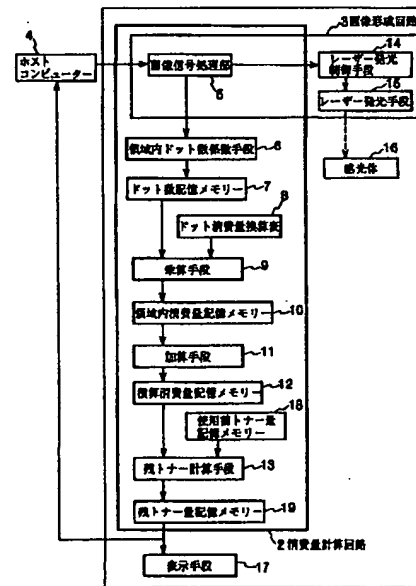 3画像形成回路
4
ホスト
コンピューター
画像信号処理部
5
14
レーザー発光
制御手段
15
レーザー発光手段
16
感光体
領域内ドット数係数手段
6
ドット数記憶メモリー
7
8
ドット消費量換算表
乗算手段
9
領域内消費量記憶メモリー
10
加算手段
11
積算消費量記憶メモリー
12
18
使用前トナー量
記憶メモリー
残トナー計算手段
13
残トナー量記憶メモリー
19
2消費量計算回路
表示手段
17